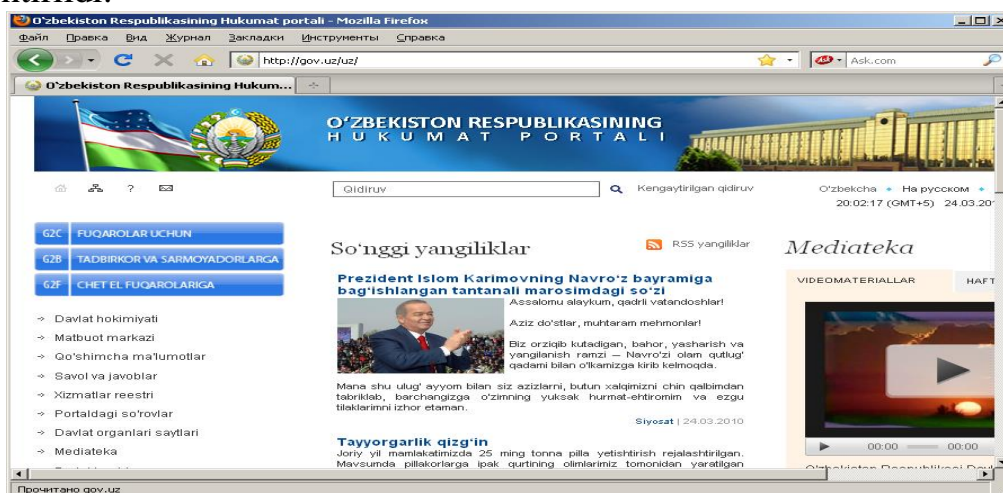 O'zbekiston Respublikasining Hukumat portali - Mozilla Firefox
Файл Правка Вид Журнал Закладки Инструменты Справка
http://gov.uz/uz/
Ask.com
O'zbekiston Respublikasining Hukum...
O'ZBEKISTON RESPUBLIKASINING
HUKUMAT PORTALI
?
Qidiruv
Kengaytirilgan qidiruv
O'zbekcha • На русском •
20:02:17 (GMT+5) 24.03.20
G2C FUQAROLAR UCHUN
G2B TADBIRKOR VA SARMOYADORLARGA
G2F CHET EL FUQAROLARIGA
Davlat hokimiyati
Matbuot markazi
Qo'shimcha ma'lumotlar
Savol va javoblar
Xizmatlar reestri
Portaldagi so'rovlar
Davlat organlari saytlari
Mediateka
So'nggi yangiliklar
RSS yangiliklar
Prezident Islom Karimovning Navro'z bayramiga
bag'ishlangan tantanali marosimdagi so'zi
Assalomu alaykum, qadrli vatandoshlar!
Aziz do'stlar, muhtaram mehmonlar!
Biz orziqib kutadigan, bahor, yasharish va
yangilanish ramzi — Navro'zi olam qutlug'
qadami bilan o'lkamizga kirib kelmoqda.
Mana shu ulug' ayyom bilan siz azizlarni, butun xalqimizni chin qalbimdan
tabriklab, barchangizga o'zimning yuksak hurmat-ehtiromim va ezgu
tilaklarimni izhor etaman.
Siyosat | 24.03.2010
Tayyorgarlik qizg'in
Joriy yil mamlakatimizda 25 ming tonna pilla yetishtirish rejalashtirilgan.
Mavsumda pillakorlarga ipak qurtining olimlarimiz tomonidan yaratilgan
Mediateka
VIDEOMATERIALLAR HAFT
00:00 00:00
Прочитано gov.uz